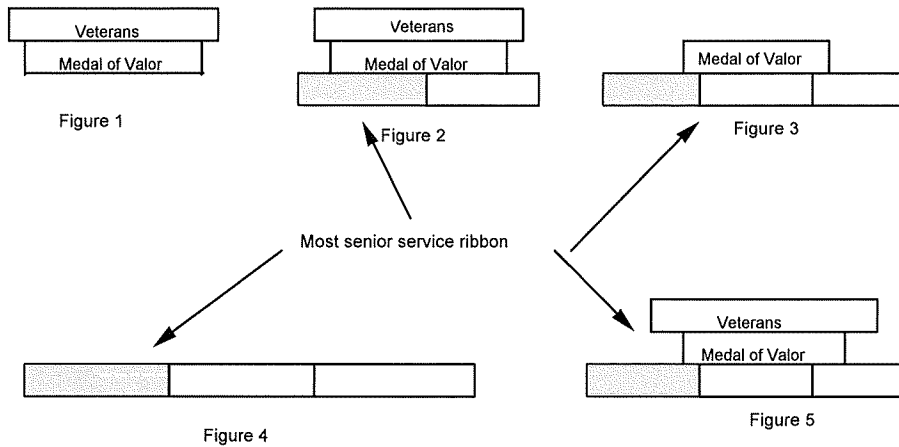 Veterans
Medal of Valor
Figure 1
Veterans
Medal of Valor
Figure 2
Medal of Valor
Figure 3
Most senior service ribbon
Figure 4
Veterans
Medal of Valor
Figure 5